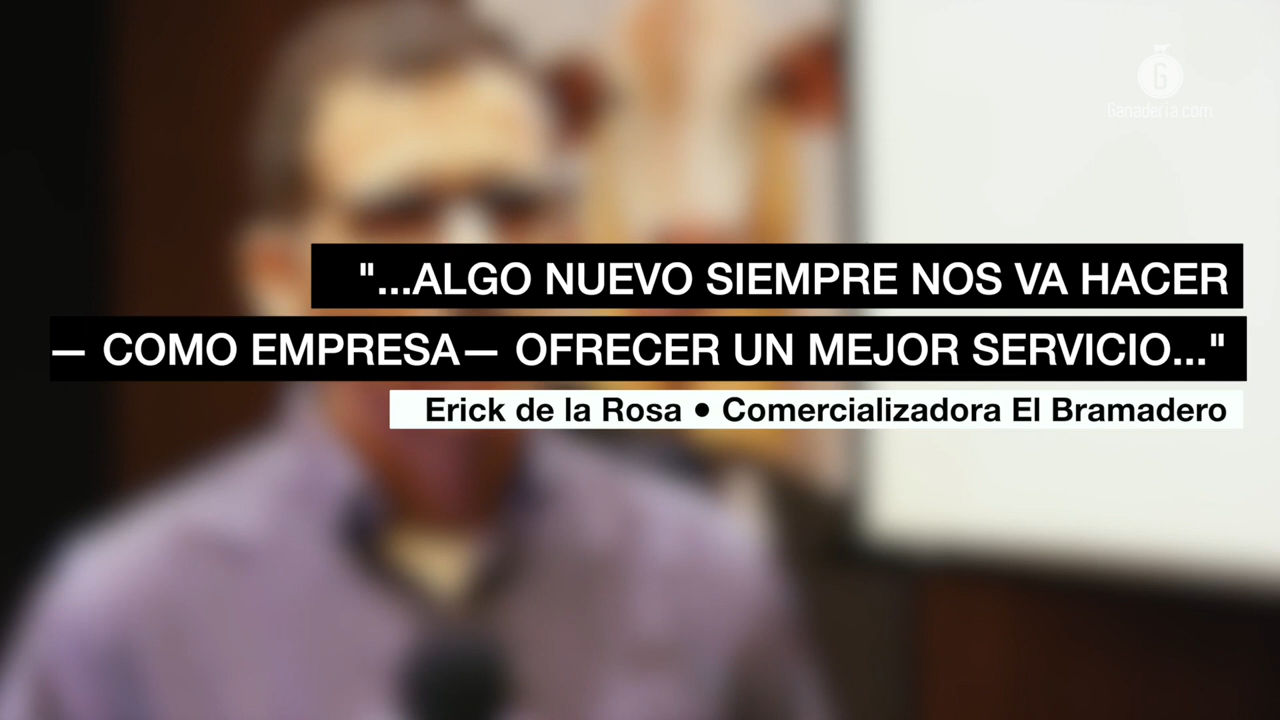 G
Ganaderia.com
"...ALGO NUEVO SIEMPRE NOS VA HACER
— COMO EMPRESA— OFRECER UN MEJOR SERVICIO..."
Erick de la Rosa • Comercializadora El Bramadero